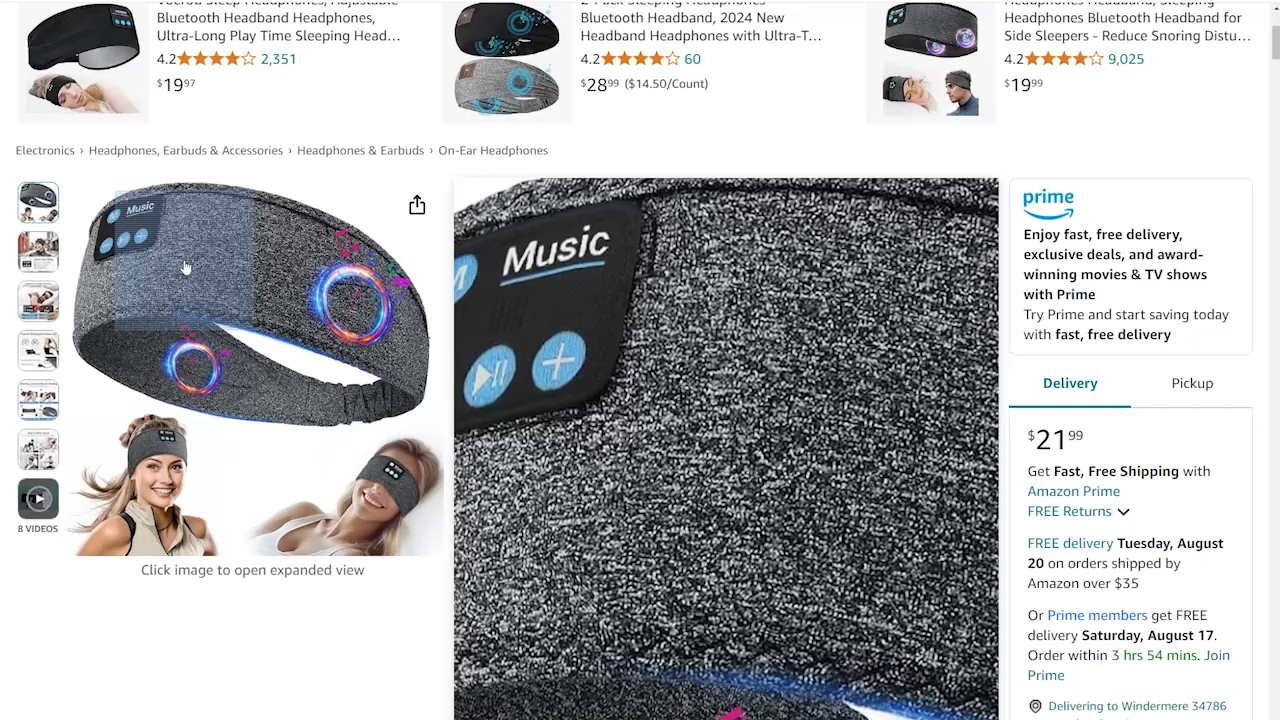 Bluetooth Headband Headphones,
Ultra-Long Play Time Sleeping Head...
4.2 2,351
$19 97
Bluetooth Headband, 2024 New
Headband Headphones with Ultra-T...
4.2 60
$28 99 ($14.50/Count)
Headphones Bluetooth Headband for
Side Sleepers - Reduce Snoring Distu...
4.2 9,025
$19 99
Electronics › Headphones, Earbuds & Accessories › Headphones & Earbuds › On-Ear Headphones
M Music
8 VIDEOS
Click image to open expanded view
M Music
prime
Enjoy fast, free delivery,
exclusive deals, and award-
winning movies & TV shows
with Prime
Try Prime and start saving today
with fast, free delivery
Delivery Pickup
$21 99
Get Fast, Free Shipping with
Amazon Prime
FREE Returns
FREE delivery Tuesday, August
20 on orders shipped by
Amazon over $35
Or Prime members get FREE
delivery Saturday, August 17.
Order within 3 hrs 54 mins. Join
Prime
Delivering to Windermere 34786